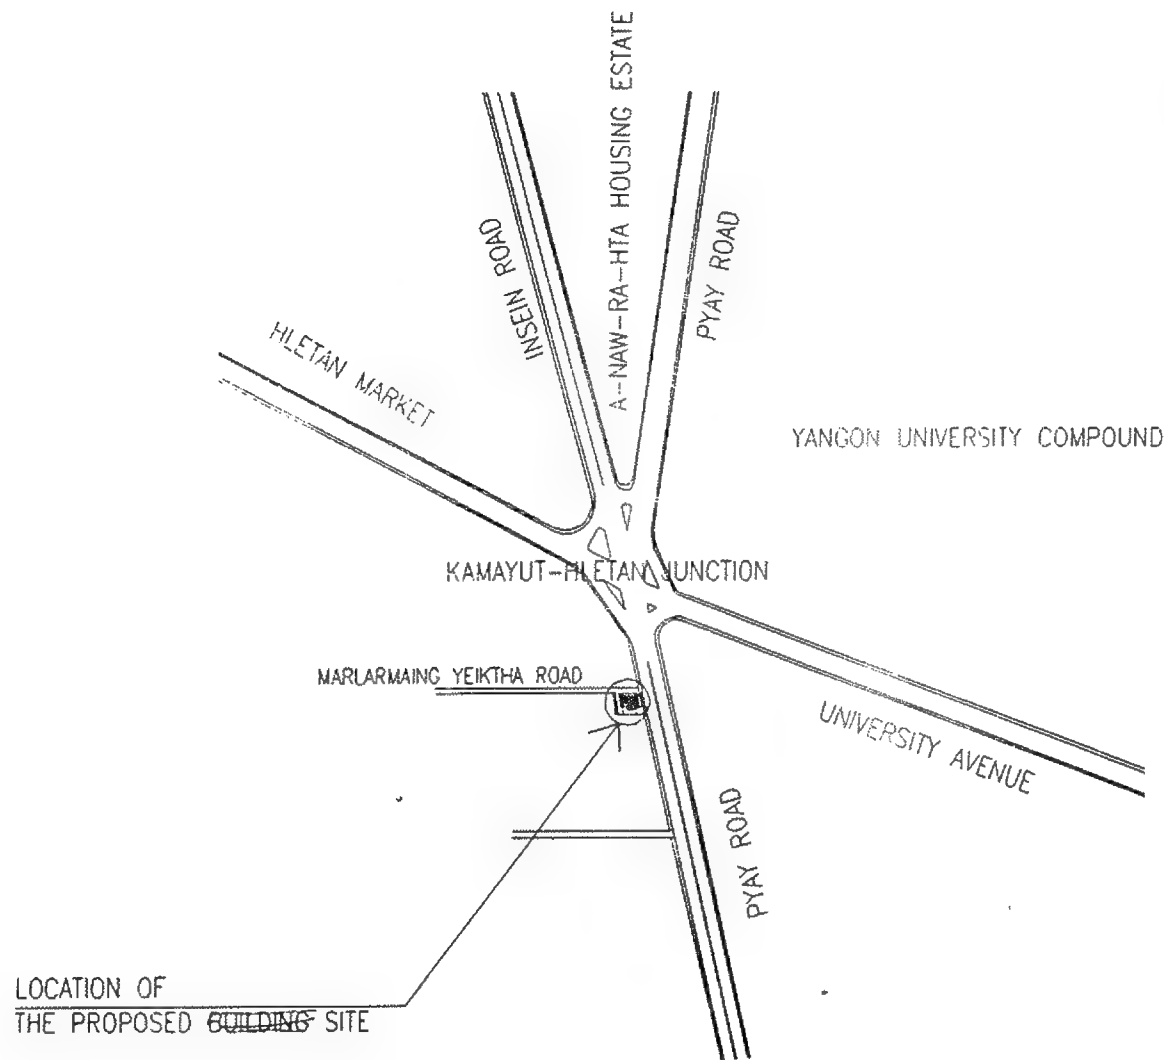 A-NAW-RA-HTA HOUSING ESTATE
INSEIN ROAD
PYAY ROAD
HLETAN MARKET
YANGON UNIVERSITY COMPOUND
KAMAYUT-HLETAN JUNCTION
MARLARMAING YEIKTHA ROAD
UNIVERSITY AVENUE
PYAY ROAD
LOCATION OF
THE PROPOSED BUILDING SITE